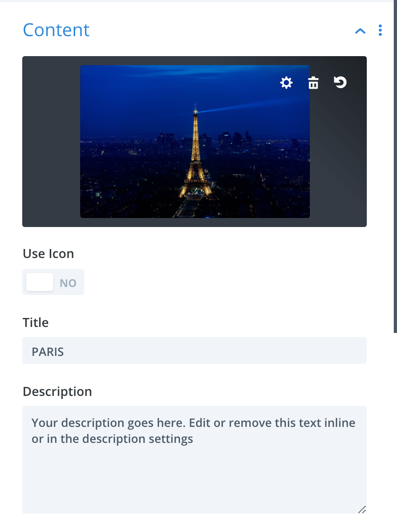 Content
Use Icon
NO
Title
PARIS
Description
Your description goes here. Edit or remove this text inline
or in the description settings